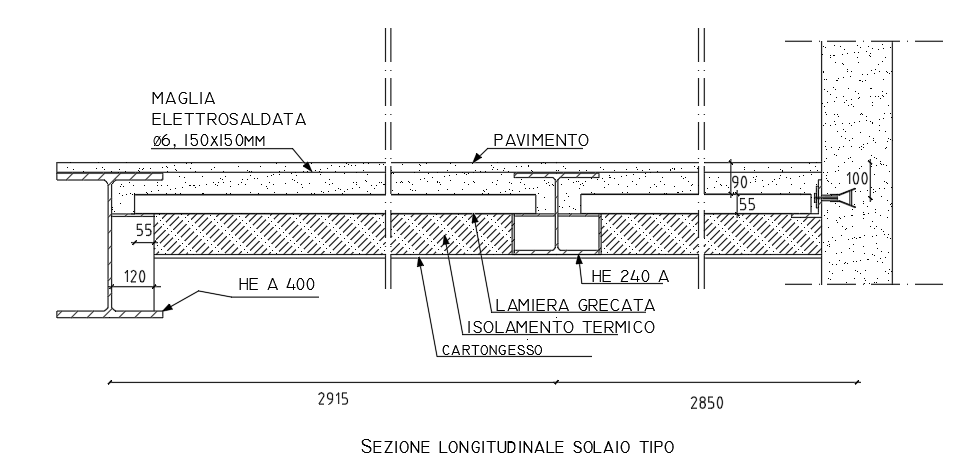 MAGLIA
ELETTROSALDATA
ø6, 150x150MM
PAVIMENTO
90
100
55
55
120
HE A 400
HE 240 A
LAMIERA GRECATA
ISOLAMENTO TERMICO
CARTONGESSO
2915
2850
SEZIONE LONGITUDINALE SOLAIO TIPO